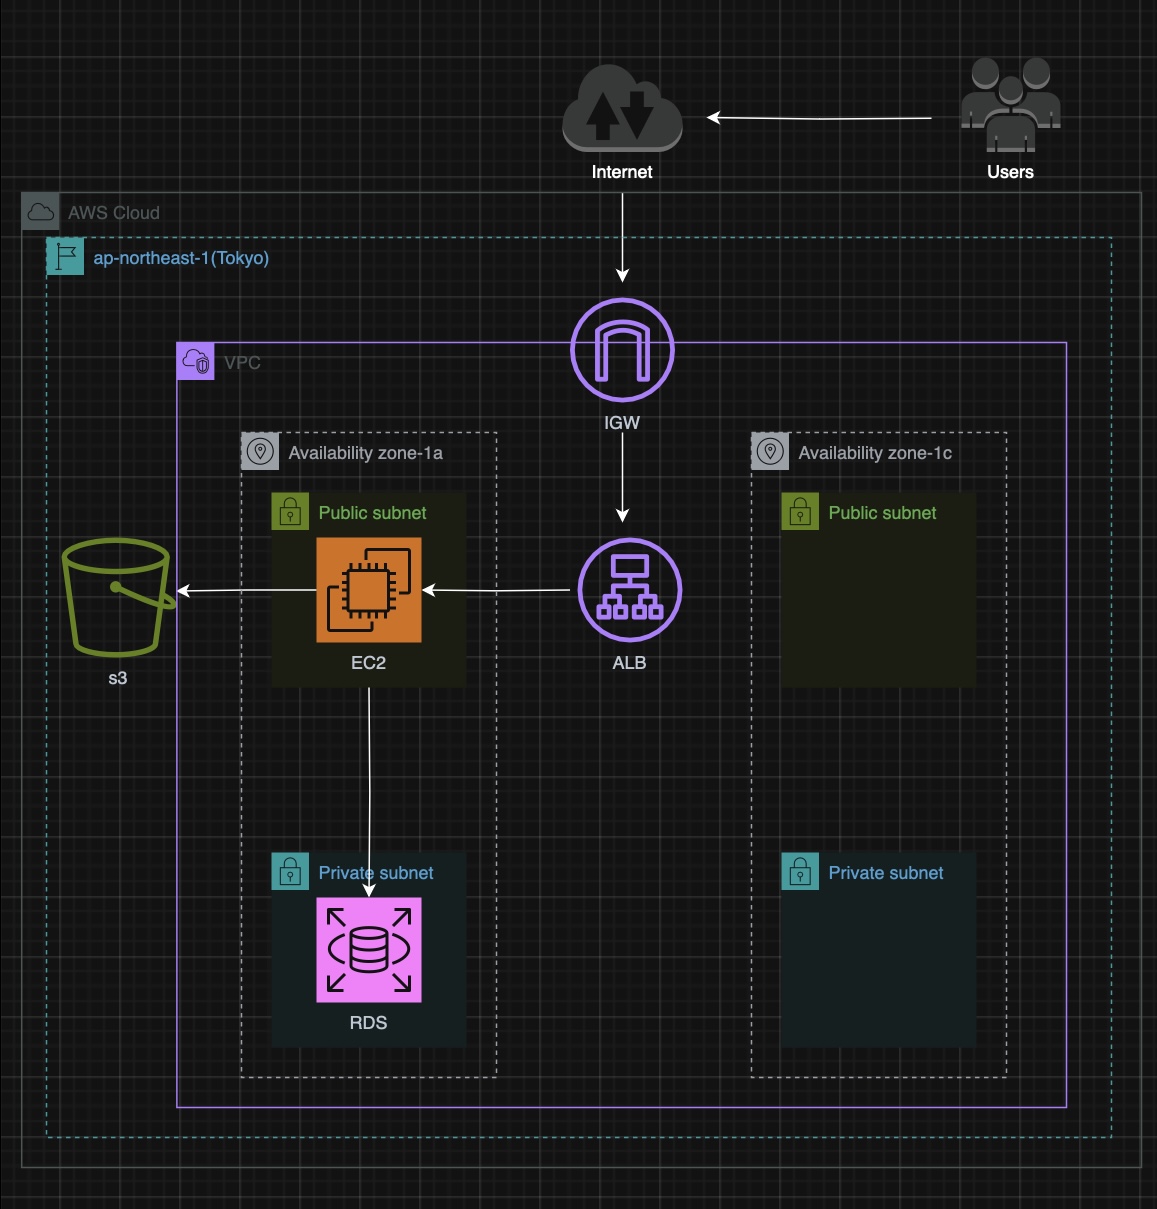 Internet
Users
AWS Cloud
ap-northeast-1(Tokyo)
VPC
IGW
Availability zone-1a
Availability zone-1c
Public subnet
Public subnet
EC2
ALB
s3
Private subnet
Private subnet
RDS